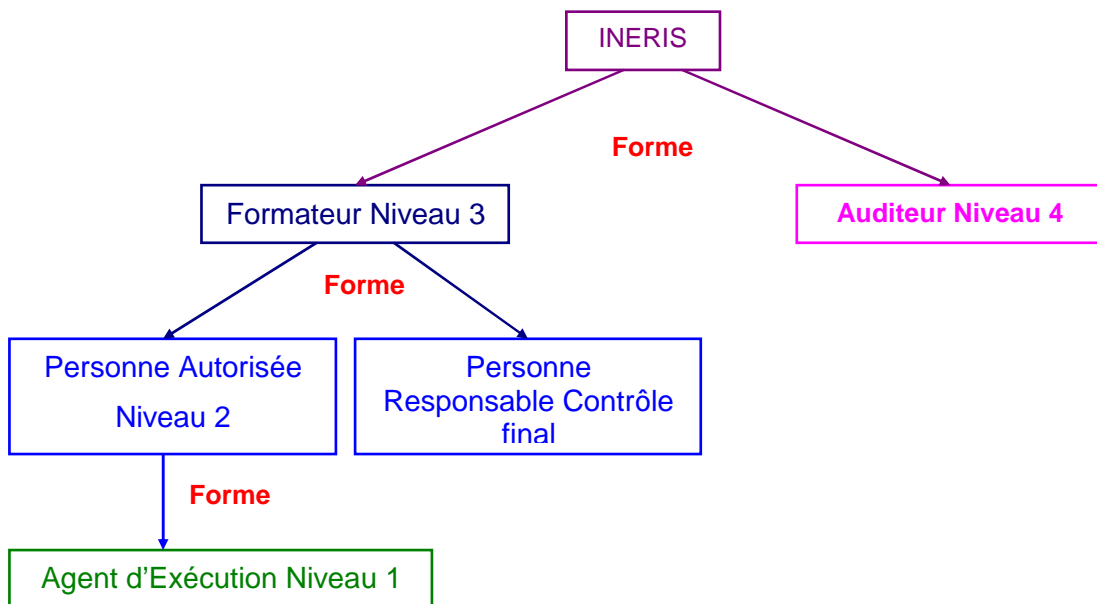 INERIS
Forme
Formateur Niveau 3
Auditeur Niveau 4
Forme
Personne Autorisée
Niveau 2
Personne
Responsable Contrôle
final
Forme
Agent d’Exécution Niveau 1